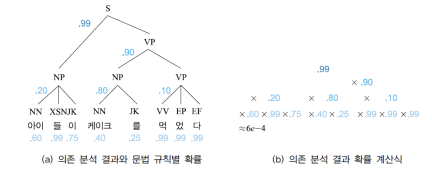 S
.99
VP
.90
NP NP VP
.20 .80 .10
NN XSN JK NN JK VV EP EF
아이 들 이 케이크 를 먹 었 다
.60 .99 .75 .40 .25 .99 .99 .99
(a) 의존 분석 결과와 문법 규칙별 확률
.99
× .90
× .20 × .80 × .10
×.60×.99×.75 ×.40×.25 ×.99×.99×.99
≈6e−4
(b) 의존 분석 결과 확률 계산식